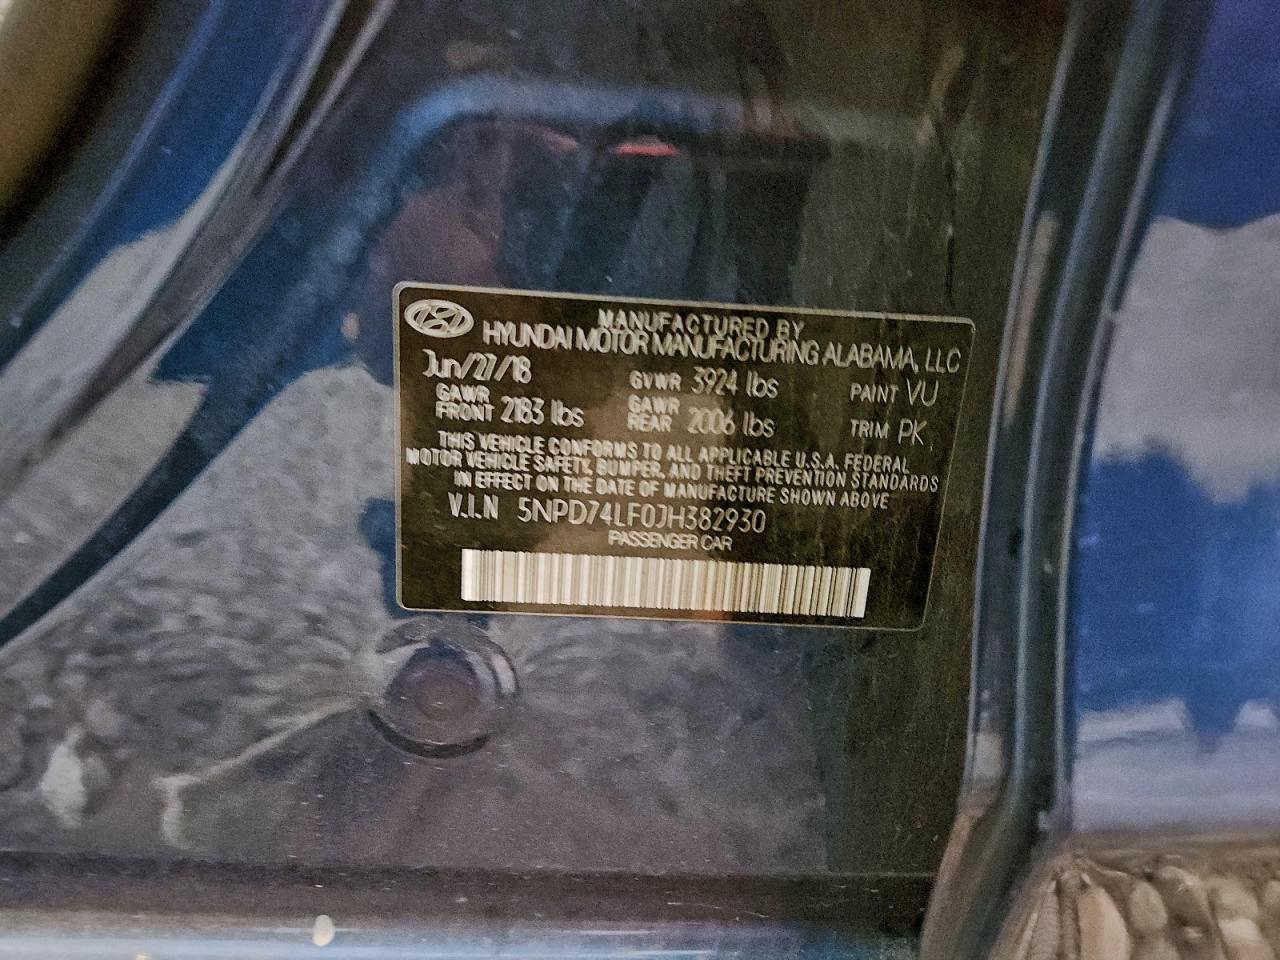 MANUFACTURED BY
HYUNDAI MOTOR MANUFACTURING ALABAMA, LLC
Jun/27/18 GVWR 3924 lbs PAINT VU
GAWR FRONT 2183 lbs GAWR REAR 2006 lbs TRIM PK
THIS VEHICLE CONFORMS TO ALL APPLICABLE U.S.A. FEDERAL
MOTOR VEHICLE SAFETY, BUMPER, AND THEFT PREVENTION STANDARDS
IN EFFECT ON THE DATE OF MANUFACTURE SHOWN ABOVE
V.I.N 5NPD74LF0JH382930
PASSENGER CAR